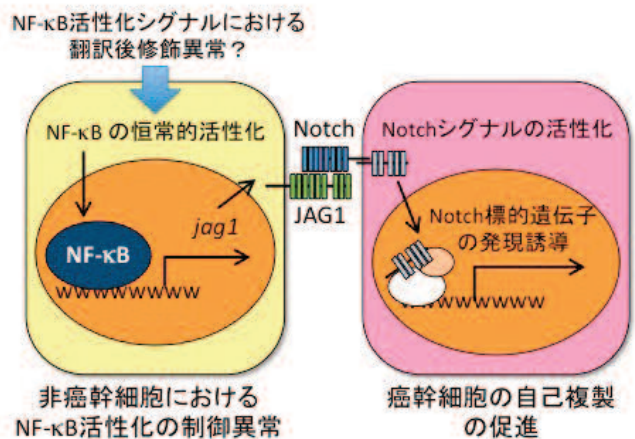 NF-κB活性化シグナルにおける
翻訳後修飾異常？
NF-κB の恒常的活性化
jag1
NF-κB
wwwwwwwww
Notch
JAG1
Notchシグナルの活性化
Notch標的遺伝子
の発現誘導
wwwwwwwww
非癌幹細胞における
NF-κB活性化の制御異常
癌幹細胞の自己複製
の促進